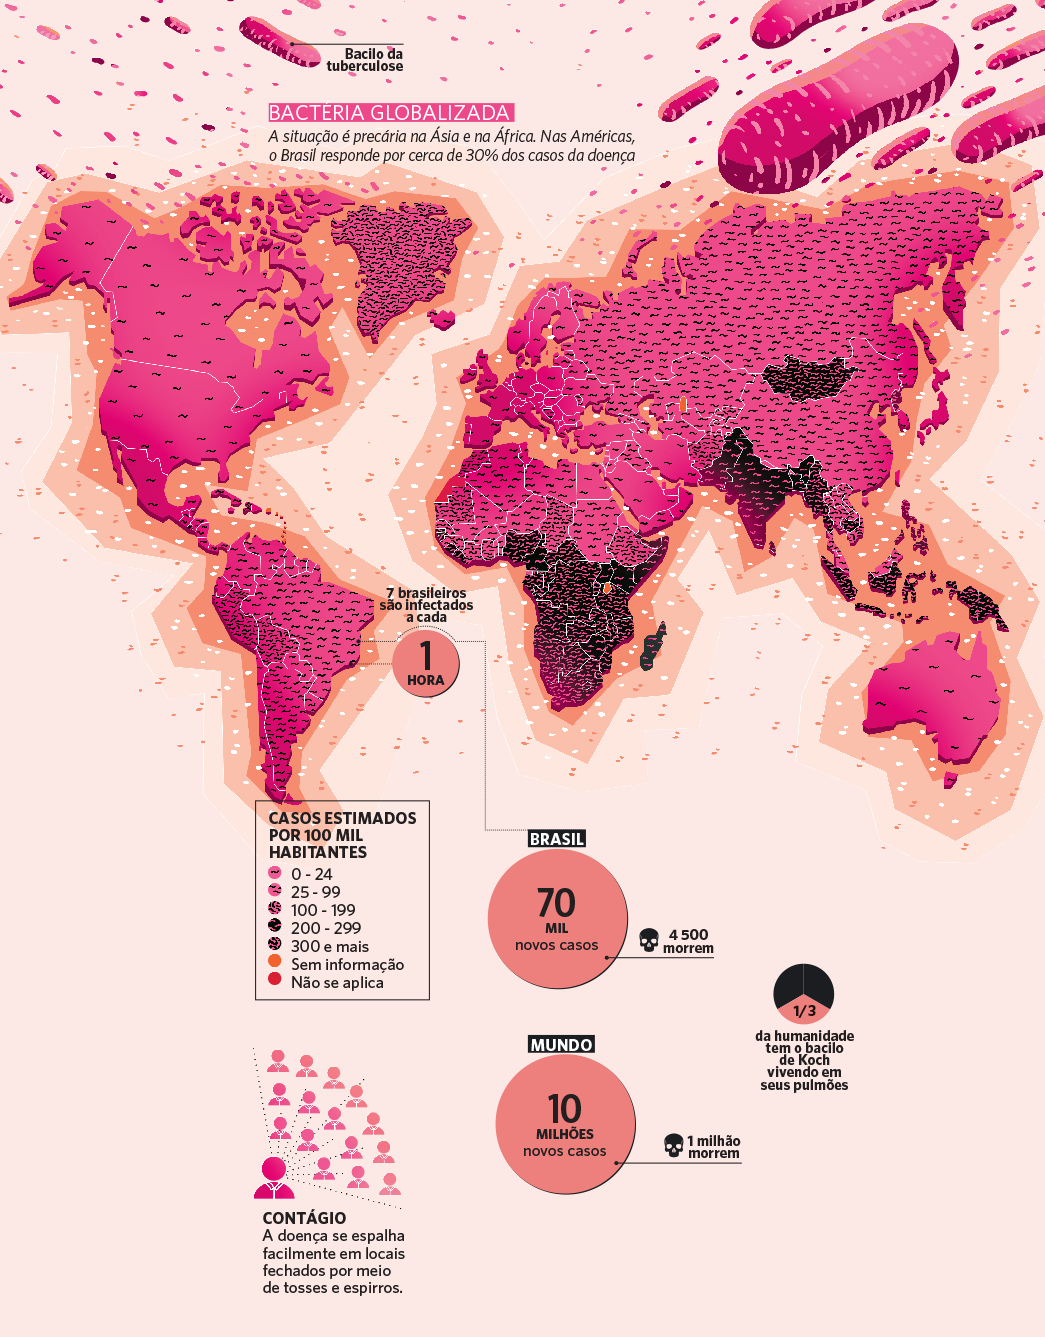 Bacilo da
tuberculose
BACTÉRIA GLOBALIZADA
A situação é precária na Ásia e na África. Nas Américas,
o Brasil responde por cerca de 30% dos casos da doença
7 brasileiros
são infectados
a cada
1
HORA
CASOS ESTIMADOS
POR 100 MIL
HABITANTES
0 - 24
25 - 99
100 - 199
200 - 299
300 e mais
Sem informação
Não se aplica
BRASIL
70
MIL
novos casos
4 500
morrem
1/3
da humanidade
tem o bacilo
de Koch
vivendo em
seus pulmões
MUNDO
10
MILHÕES
novos casos
1 milhão
morrem
CONTÁGIO
A doença se espalha
facilmente em locais
fechados por meio
de tosses e espirros.